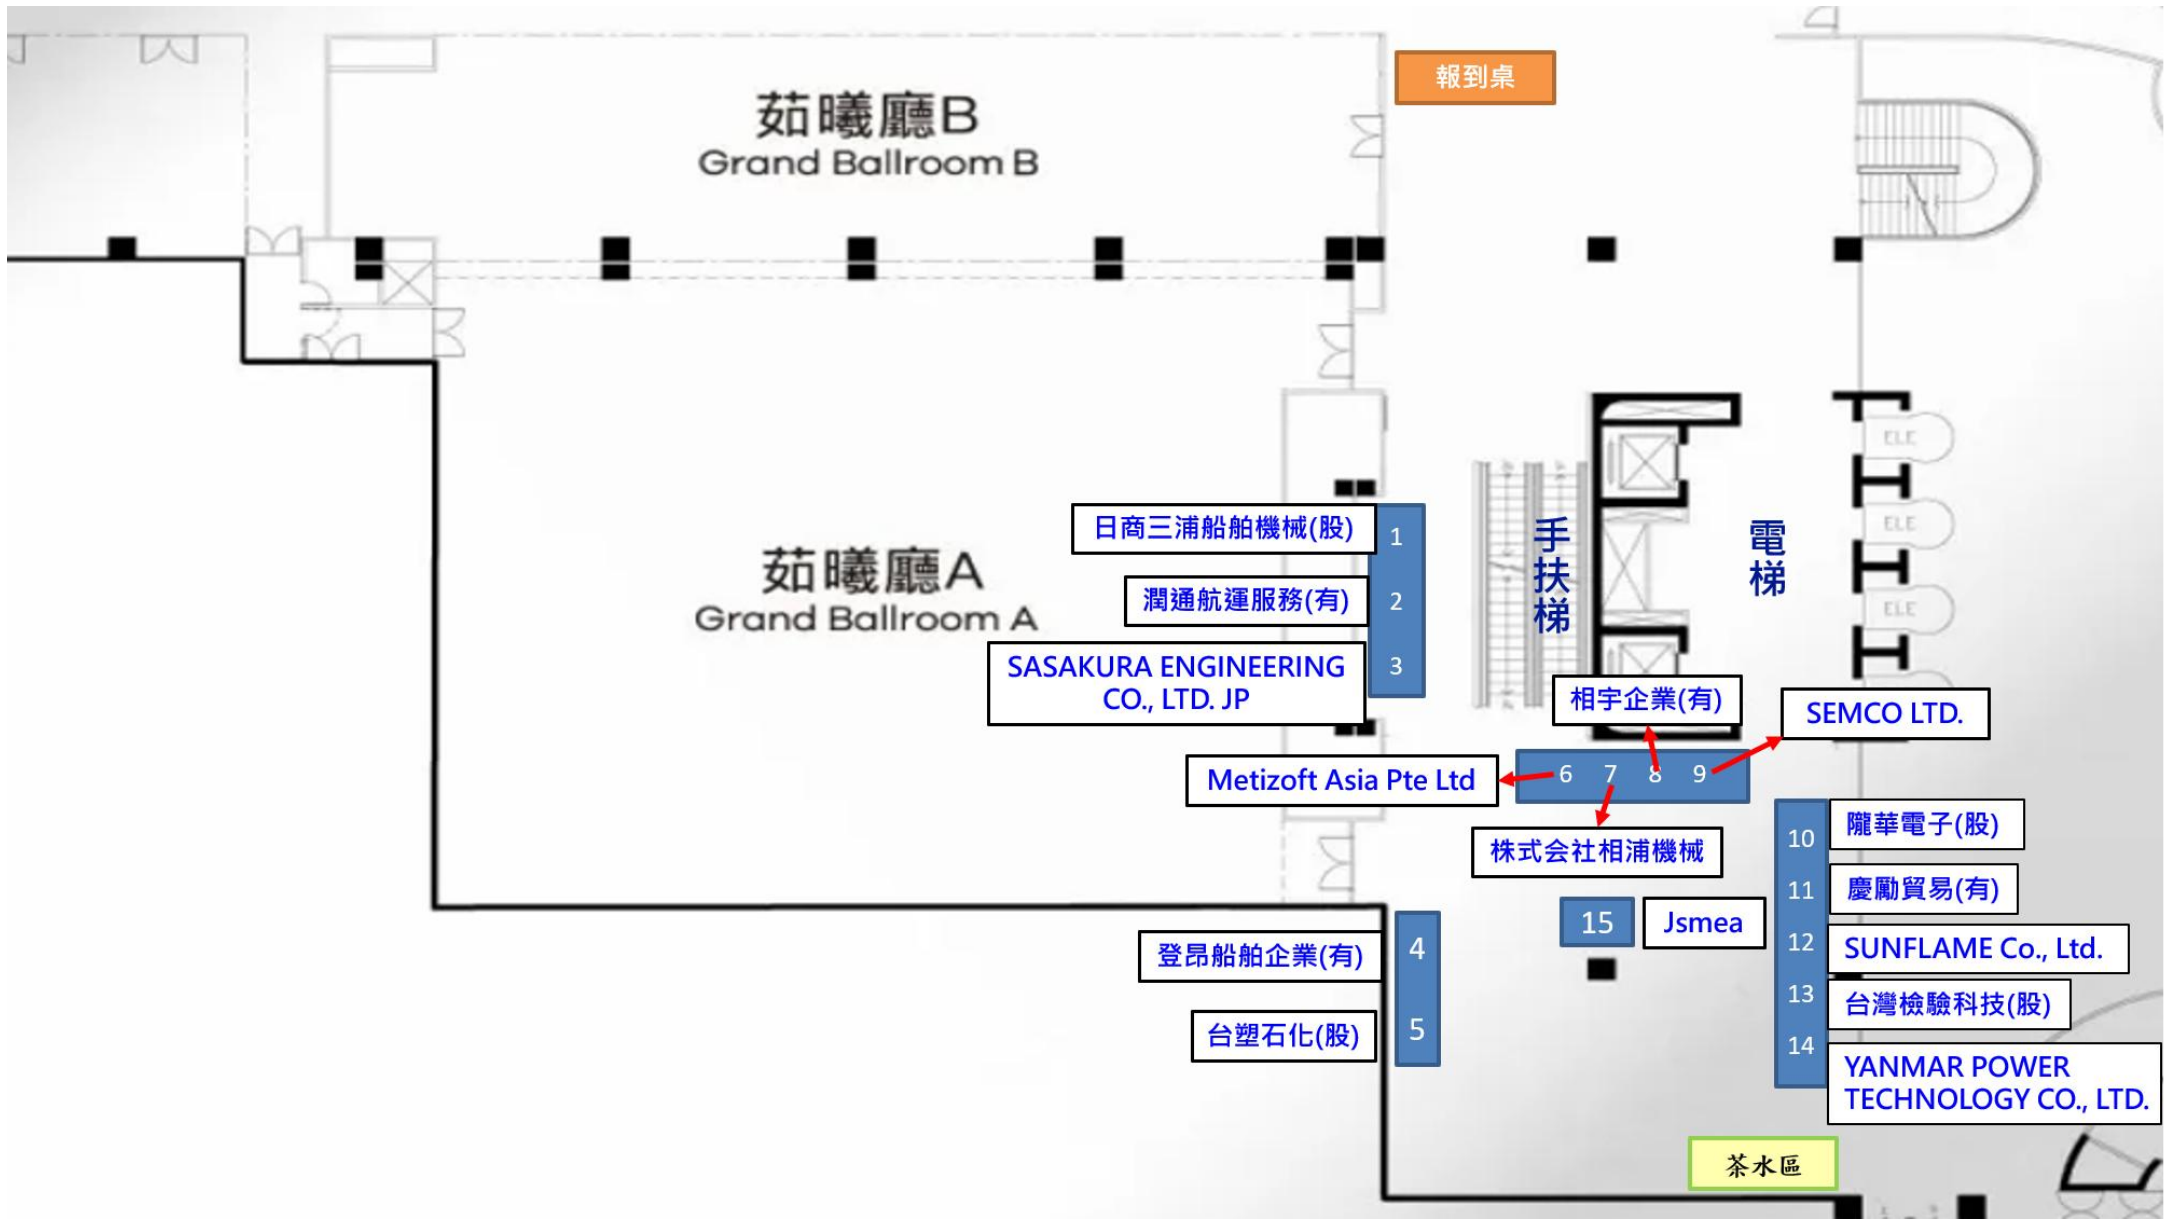 報到桌
茹曦廳B
Grand Ballroom B
茹曦廳A
Grand Ballroom A
日商三浦船舶機械(股)
1
潤通航運服務(有)
2
SASAKURA ENGINEERING
CO., LTD. JP
3
手扶梯
電梯
ELE
ELE
ELE
相宇企業(有)
SEMCO LTD.
Metizoft Asia Pte Ltd
6 7 8 9
株式会社相浦機械
10
隴華電子(股)
11
慶勵貿易(有)
12
SUNFLAME Co., Ltd.
13
台灣檢驗科技(股)
14
YANMAR POWER
TECHNOLOGY CO., LTD.
15
Jsmea
登昂船舶企業(有)
4
台塑石化(股)
5
茶水區